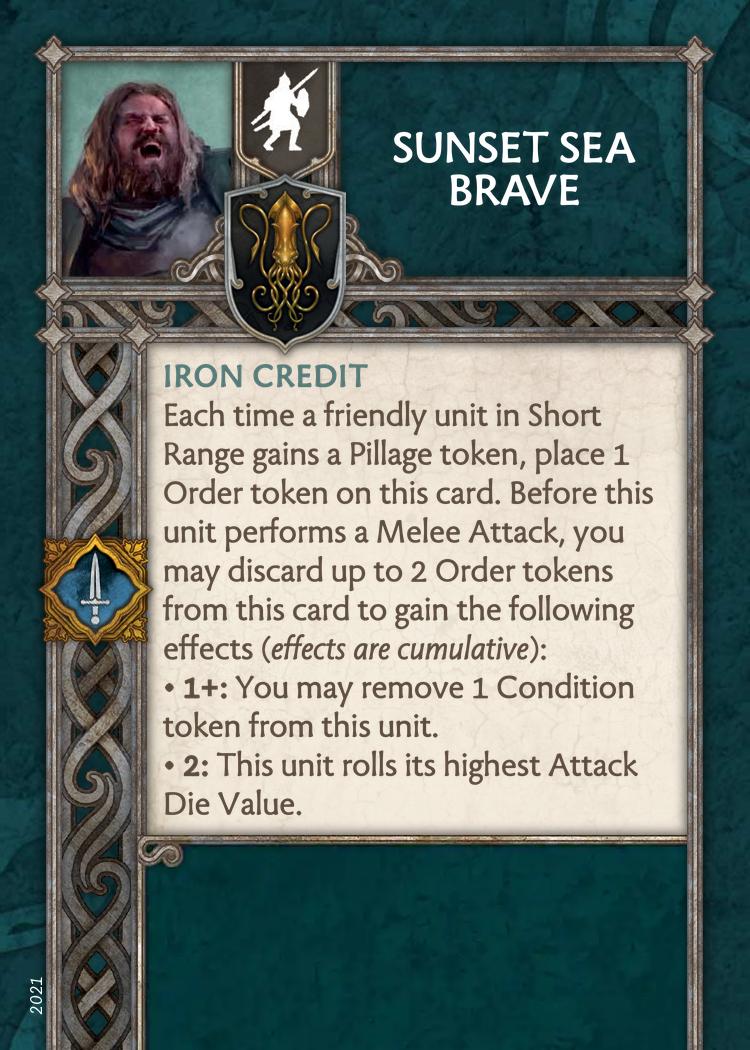 SUNSET SEA
BRAVE
IRON CREDIT
Each time a friendly unit in Short
Range gains a Pillage token, place 1
Order token on this card. Before this
unit performs a Melee Attack, you
may discard up to 2 Order tokens
from this card to gain the following
effects (effects are cumulative):
• 1+: You may remove 1 Condition
token from this unit.
• 2: This unit rolls its highest Attack
Die Value.
2021